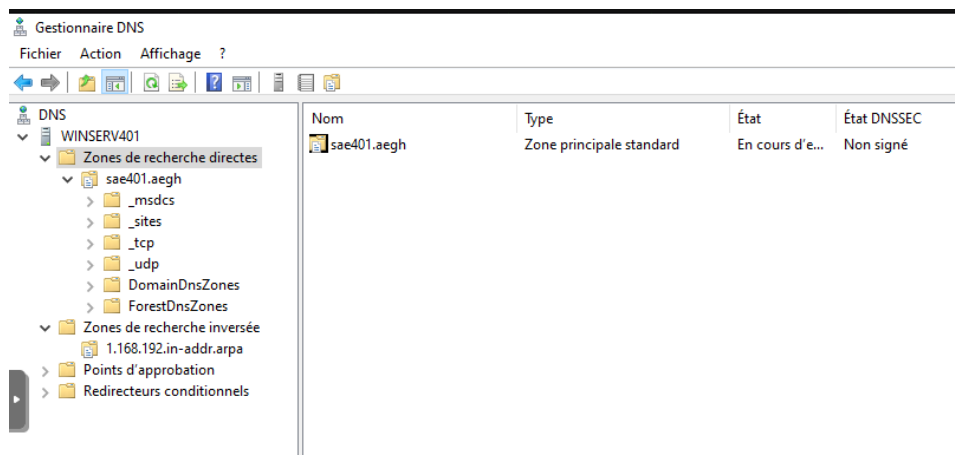 Gestionnaire DNS
Fichier Action Affichage ?
DNS
WINSERV401
Zones de recherche directes
sae401.aegh
_msdcs
_sites
_tcp
_udp
DomainDnsZones
ForestDnsZones
Zones de recherche inversée
1.168.192.in-addr.arpa
Points d'approbation
Redirecteurs conditionnels
Nom Type État État DNSSEC
sae401.aegh Zone principale standard En cours d'e... Non signé